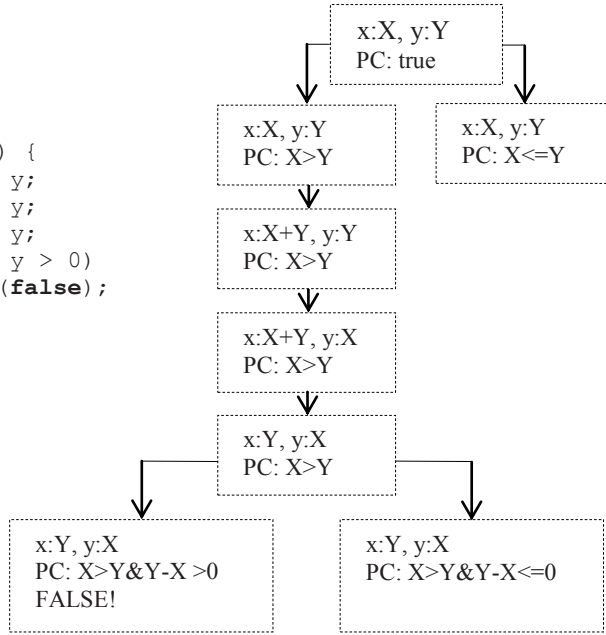 x:X, y:Y
PC: true
x:X, y:Y
PC: X>Y
x:X, y:Y
PC: X<=Y
) {
y;
y;
y;
y > 0)
(false);
x:X+Y, y:Y
PC: X>Y
x:X+Y, y:X
PC: X>Y
x:Y, y:X
PC: X>Y
x:Y, y:X
PC: X>Y&Y-X >0
FALSE!
x:Y, y:X
PC: X>Y&Y-X<=0